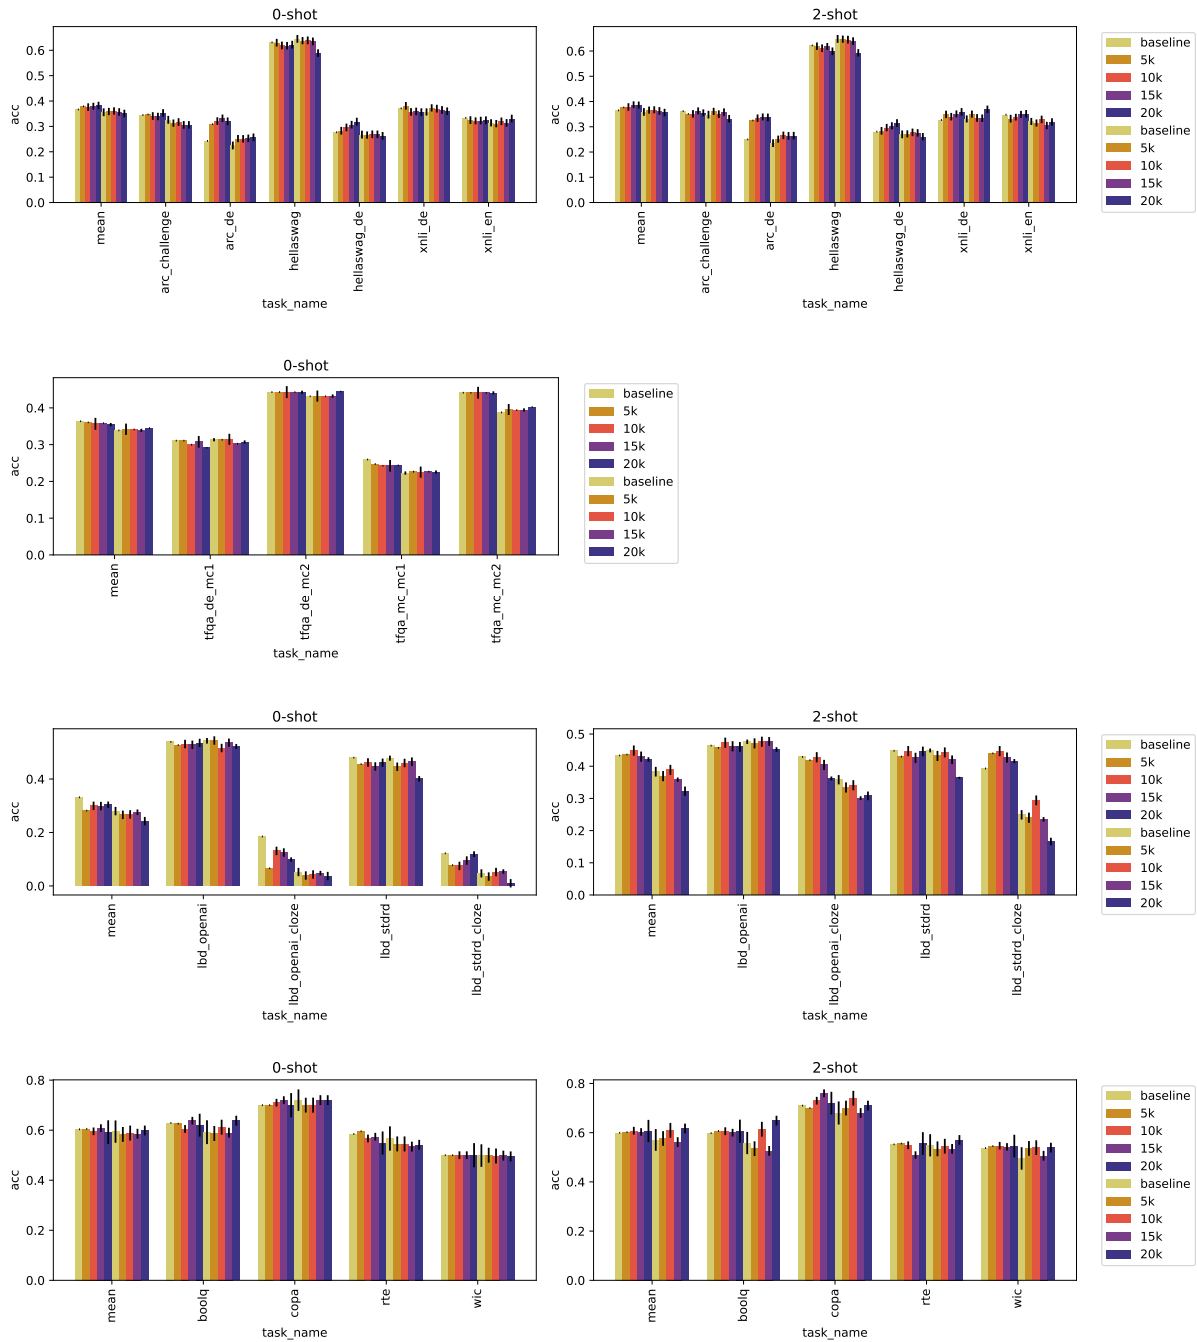 0-shot
acc
0.6
0.5
0.4
0.3
0.2
0.1
0.0
mean
arc_challenge
arc_de
hellaswag
hellaswag_de
xnli_de
xnli_en
task_name
2-shot
acc
0.6
0.5
0.4
0.3
0.2
0.1
0.0
mean
arc_challenge
arc_de
hellaswag
hellaswag_de
xnli_de
xnli_en
task_name
baseline
5k
10k
15k
20k
baseline
5k
10k
15k
20k
0-shot
acc
0.4
0.3
0.2
0.1
0.0
mean
tfqa_de_mc1
tfqa_de_mc2
tfqa_mc_mc1
tfqa_mc_mc2
task_name
baseline
5k
10k
15k
20k
baseline
5k
10k
15k
20k
0-shot
acc
0.4
0.2
0.0
mean
lbd_openai
lbd_openai_cloze
lbd_stdrd
lbd_stdrd_cloze
task_name
2-shot
acc
0.5
0.4
0.3
0.2
0.1
0.0
mean
lbd_openai
lbd_openai_cloze
lbd_stdrd
lbd_stdrd_cloze
task_name
baseline
5k
10k
15k
20k
baseline
5k
10k
15k
20k
0-shot
acc
0.8
0.6
0.4
0.2
0.0
mean
boolq
copa
rte
wic
task_name
2-shot
acc
0.8
0.6
0.4
0.2
0.0
mean
boolq
copa
rte
wic
task_name
baseline
5k
10k
15k
20k
baseline
5k
10k
15k
20k